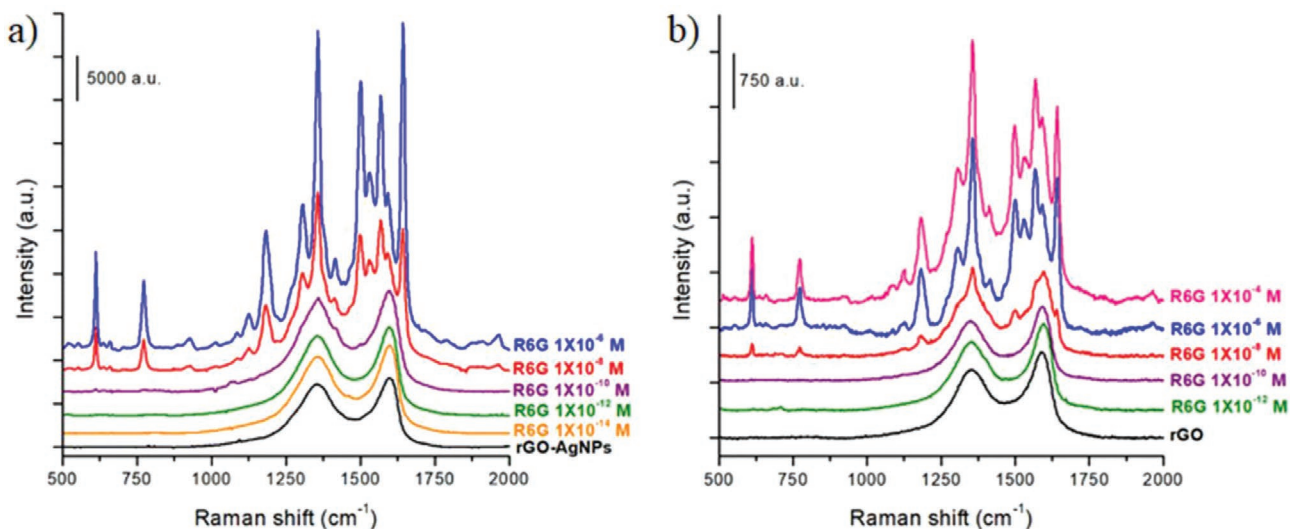 a)
5000 a.u.
Intensity (a.u.)
R6G 1X10⁻⁶ M
R6G 1X10⁻⁸ M
R6G 1X10⁻¹⁰ M
R6G 1X10⁻¹² M
R6G 1X10⁻¹⁴ M
rGO-AgNPs
500 750 1000 1250 1500 1750 2000
Raman shift (cm⁻¹)
b)
750 a.u.
Intensity (a.u.)
R6G 1X10⁻⁴ M
R6G 1X10⁻⁶ M
R6G 1X10⁻⁸ M
R6G 1X10⁻¹⁰ M
R6G 1X10⁻¹² M
rGO
500 750 1000 1250 1500 1750 2000
Raman shift (cm⁻¹)